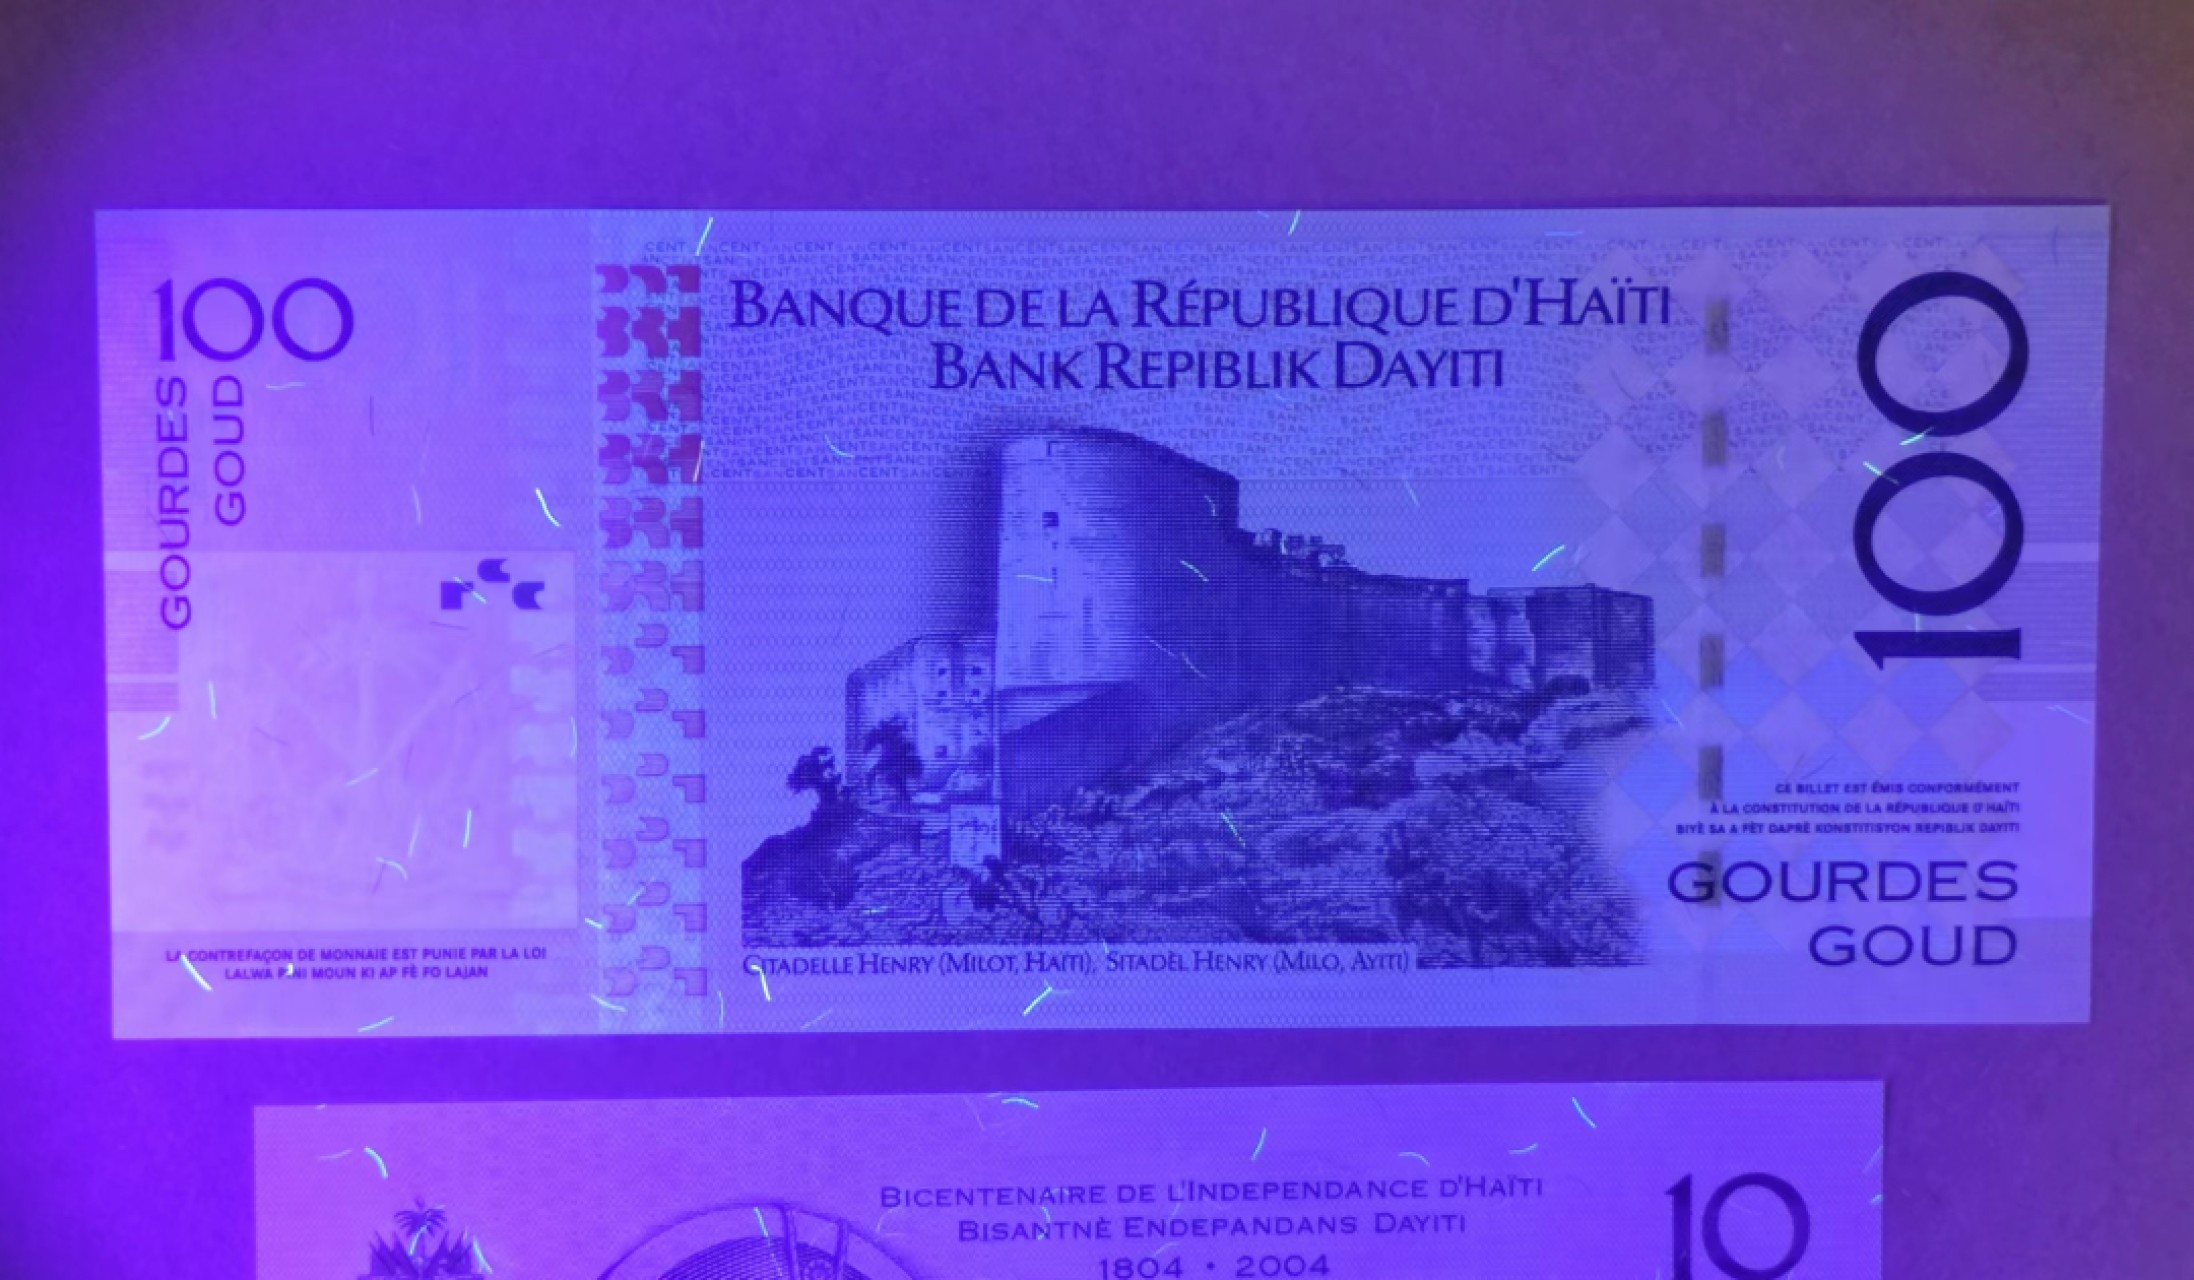 100
GOURDES
GOUD
BANQUE DE LA RÉPUBLIQUE D'HAÏTI
BANK REPIBLIK DAYITI
100
CE BILLET EST ÉMIS CONFORMÉMENT
À LA CONSTITUTION DE LA RÉPUBLIQUE D'HAÏTI
BIYÈ SA A FÈT DAPRÈ KONSTITISYON REPIBLIK DAYITI
GOURDES
GOUD
LA CONTREFAÇON DE MONNAIE EST PUNIE PAR LA LOI
LALWA PINI MOUN KI AP FÈ FO LAJAN
CITADELLE HENRY (MILOT, HAITI), SITADÈL HENRY (MILO, AYITI)
BICENTENAIRE DE L'INDEPENDANCE D'HAÏTI
BISANTNÈ ENDEPANDANS DAYITI
1804 • 2004
10